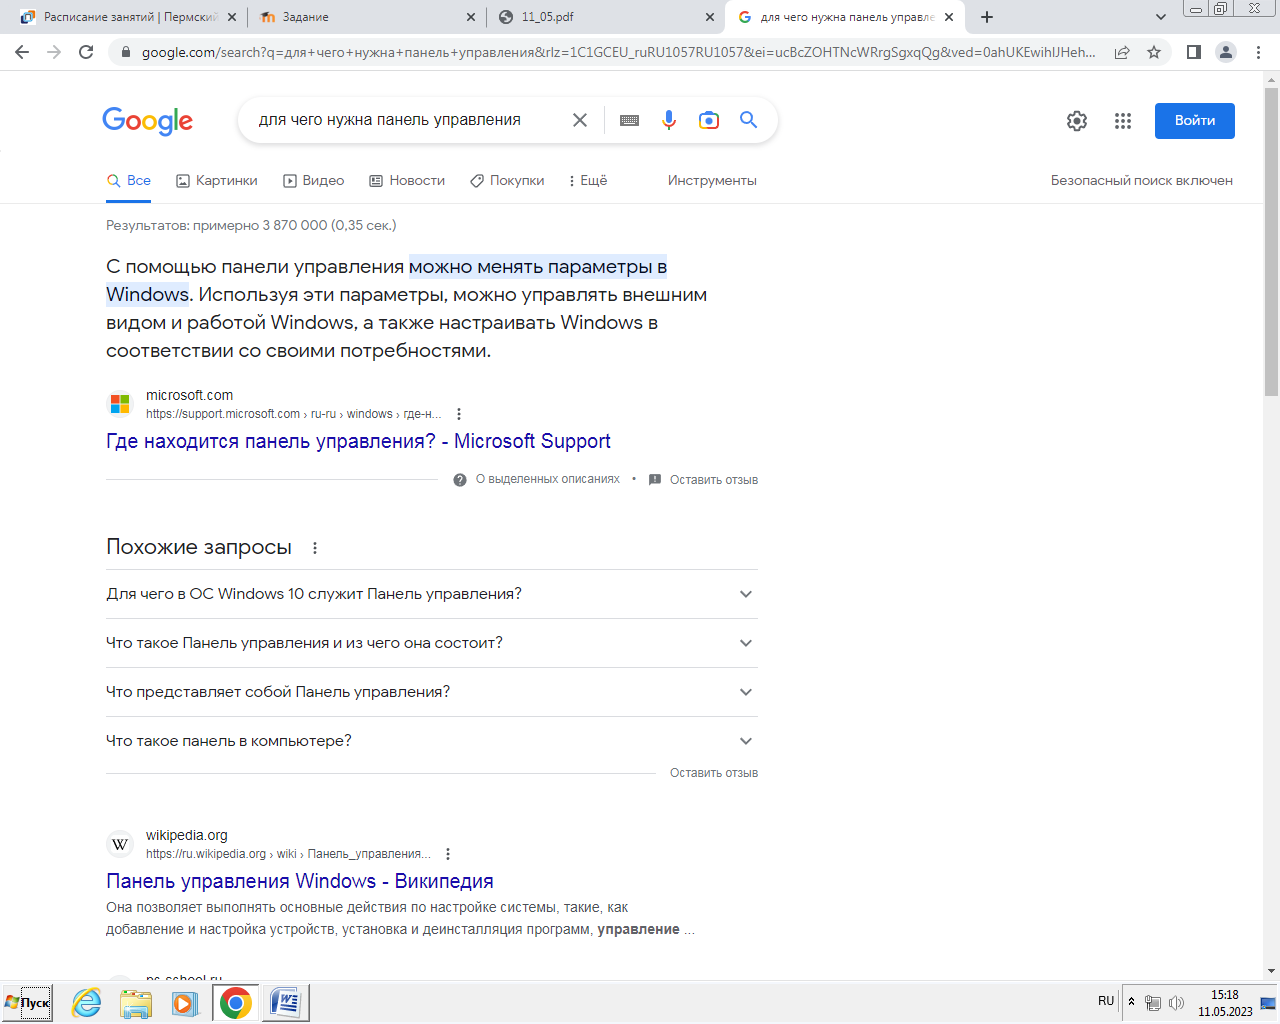 Расписание занятий | Пермский
Задание
11_05.pdf
для чего нужна панель управле
google.com/search?q=для+чего+нужна+панель+управления&rlz=1C1GCEU_ruRU1057RU1057&ei=ucBcZOHTNcWRrgSgxqQg&ved=0ahUKEwihIJHeh...
Google
для чего нужна панель управления
Войти
Все
Картинки
Видео
Новости
Покупки
Ещё
Инструменты
Безопасный поиск включен
Результатов: примерно 3 870 000 (0,35 сек.)
С помощью панели управления можно менять параметры в
Windows. Используя эти параметры, можно управлять внешним
видом и работой Windows, а также настраивать Windows в
соответствии со своими потребностями.
microsoft.com
https://support.microsoft.com › ru-ru › windows › где-н...
Где находится панель управления? - Microsoft Support
О выделенных описаниях • Оставить отзыв
Похожие запросы
Для чего в ОС Windows 10 служит Панель управления?
Что такое Панель управления и из чего она состоит?
Что представляет собой Панель управления?
Что такое панель в компьютере?
Оставить отзыв
W
wikipedia.org
https://ru.wikipedia.org › wiki › Панель_управления...
Панель управления Windows - Википедия
Она позволяет выполнять основные действия по настройке системы, такие, как
добавление и настройка устройств, установка и деинсталляция программ, управление ...
pc-school.ru
Пуск
RU
15:18
11.05.2023